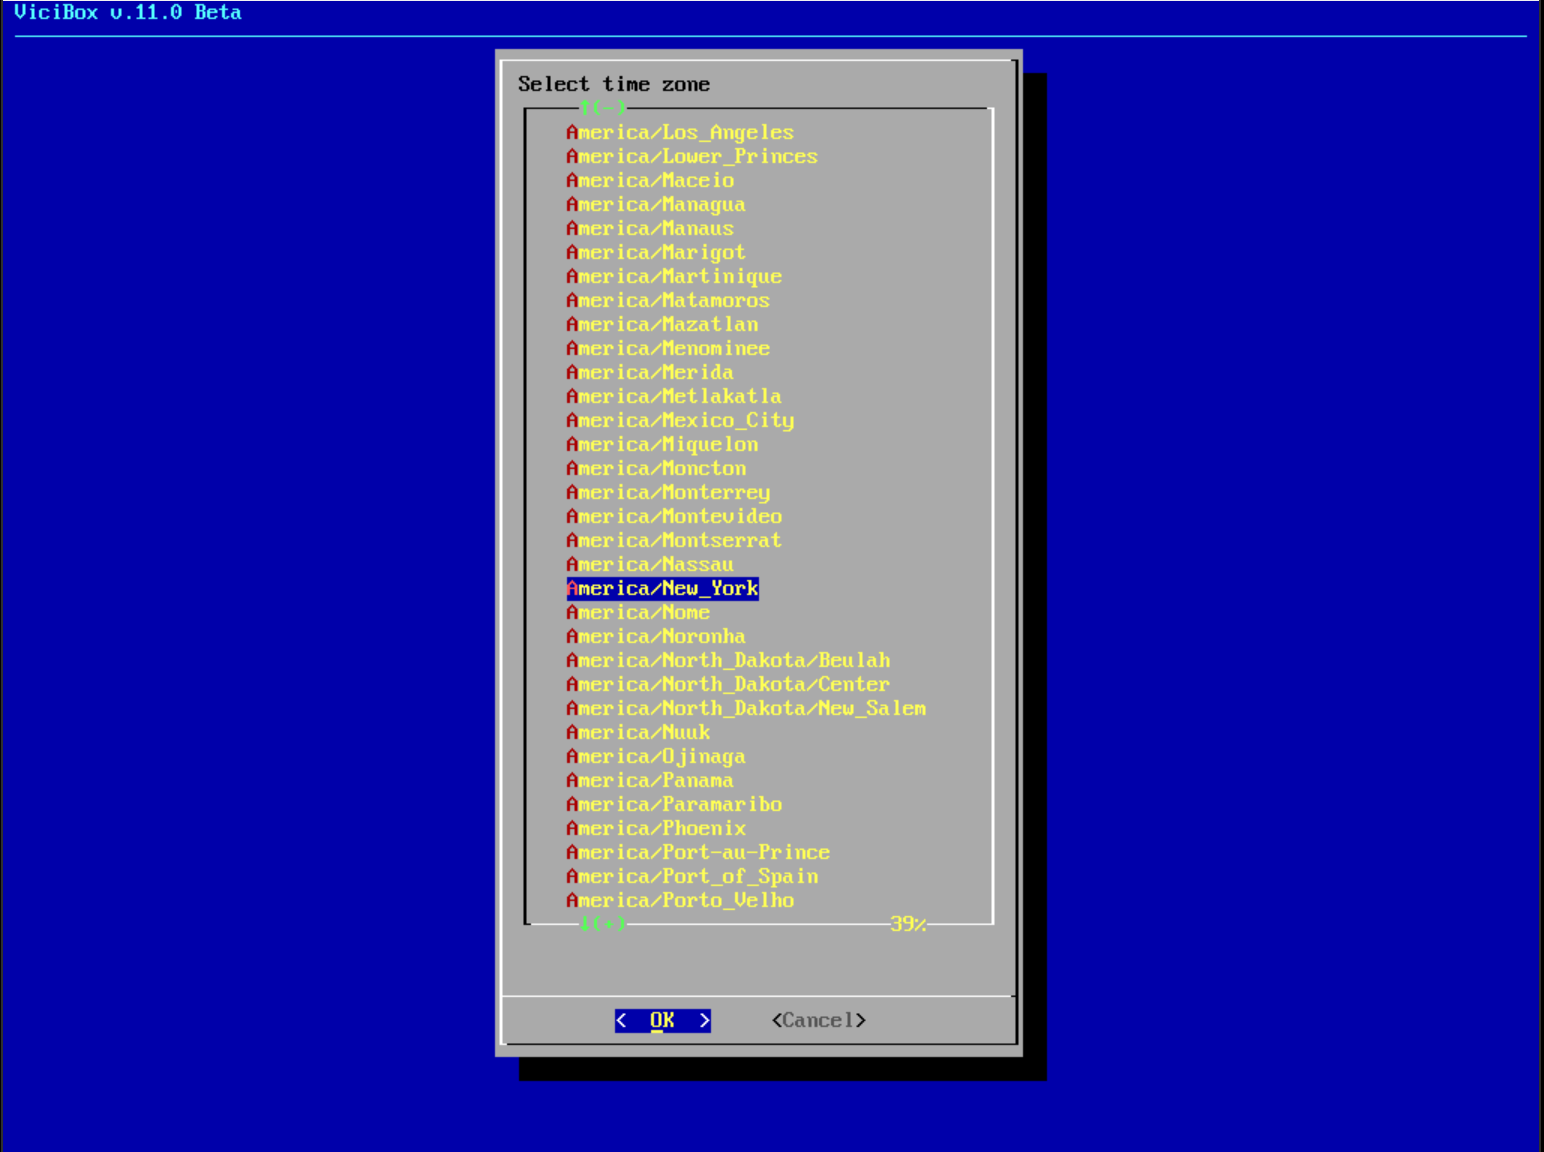 ViciBox v.11.0 Beta
Select time zone
↑(-)
America/Los_Angeles
America/Lower_Princes
America/Maceio
America/Managua
America/Manaus
America/Marigot
America/Martinique
America/Matamoros
America/Mazatlan
America/Menominee
America/Merida
America/Metlakatla
America/Mexico_City
America/Miquelon
America/Moncton
America/Monterrey
America/Montevideo
America/Montserrat
America/Nassau
America/New_York
America/Nome
America/Noronha
America/North_Dakota/Beulah
America/North_Dakota/Center
America/North_Dakota/New_Salem
America/Nuuk
America/Ojinaga
America/Panama
America/Paramaribo
America/Phoenix
America/Port-au-Prince
America/Port_of_Spain
America/Porto_Velho
↓(+) 39%
< OK > <Cancel>